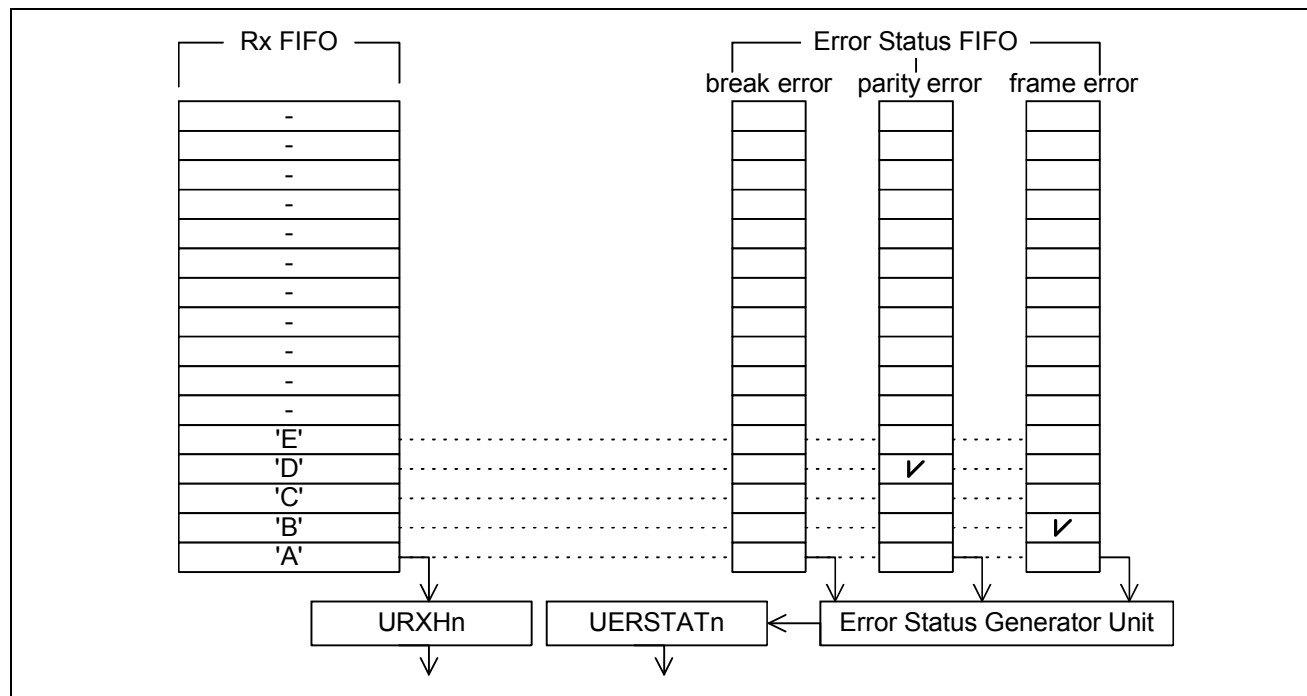 Rx FIFO
Error Status FIFO
break error parity error frame error
-
-
-
-
-
-
-
-
-
-
-
'E'
'D'
'C'
'B'
'A'
URXHn
UERSTATn
Error Status Generator Unit